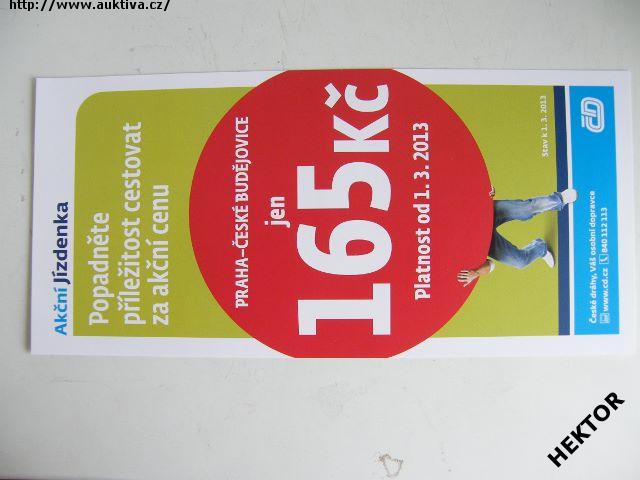 http://www.auktiva.cz/
Akční Jízdenka
Popadněte
příležitost cestovat
za akční cenu
PRAHA–ČESKÉ BUDĚJOVICE
jen
165Kč
Platnost od 1. 3. 2013
Stav k 1. 3. 2013
České dráhy, Váš osobní dopravce
www.cd.cz 840 112 113
ČD
HEKTOR